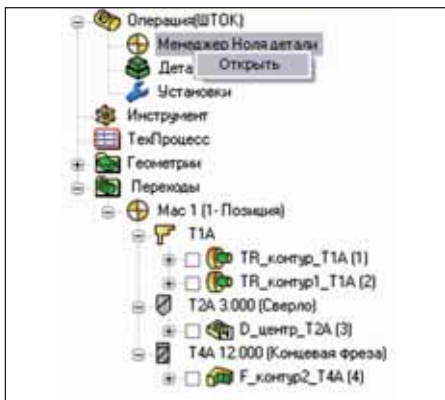 Операция(ШТОК)
Менеджер Ноля детали
Дета
Открыть
Установки
Инструмент
ТехПроцесс
Геометрии
Переходы
Мас 1 (1- Позиция)
T1A
TR_контур_T1A (1)
TR_контур1_T1A (2)
T2A 3.000 (Сверло)
D_центр_T2A (3)
T4A 12.000 (Концевая фреза)
F_контур2_T4A (4)